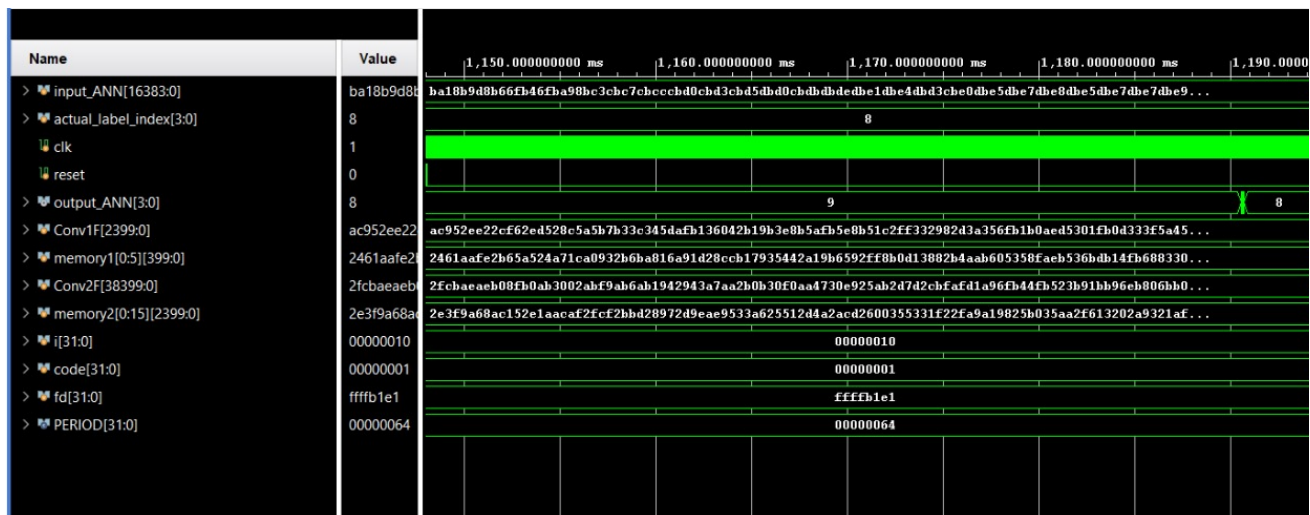 Name Value 1,150.000000000 ms 1,160.000000000 ms 1,170.000000000 ms 1,180.000000000 ms 1,190.0000
input_ANN[16383:0] ba18b9d8b ba18b9d8b66fb46fba98bc3cbc7cbcccbd0cbd3cbd5dbd0cbdbdbdedbe1dbe4dbd3cbe0dbe5dbe7dbe8dbe5dbe7dbe7dbe9...
actual_label_index[3:0] 8 8
clk 1
reset 0
output_ANN[3:0] 8 9 8
Conv1F[2399:0] ac952ee22 ac952ee22cf62ed528c5a5b7b33c345dafb136042b19b3e8b5afb5e8b51c2ff332982d3a356fb1b0aed5301fb0d333f5a45...
memory1[0:5][399:0] 2461aafe2 2461aafe2b65a524a71ca0932b6ba816a91d28ccb17935442a19b6592ff8b0d13882b4aab605358faeb536bdb14fb688330...
Conv2F[38399:0] 2fcbaeaeb 2fcbaeaeb08fb0ab3002abf9ab6ab1942943a7aa2b0b30f0aa4730e925ab2d7d2cbfafd1a96fb44fb523b91bb96eb806bb0...
memory2[0:15][2399:0] 2e3f9a68ac 2e3f9a68ac152e1aacaf2fcf2bbd28972d9eae9533a625512d4a2acd2600355331f22fa9a19825b035aa2f613202a9321af...
i[31:0] 00000010 00000010
code[31:0] 00000001 00000001
fd[31:0] ffffb1e1 ffffb1e1
PERIOD[31:0] 00000064 00000064